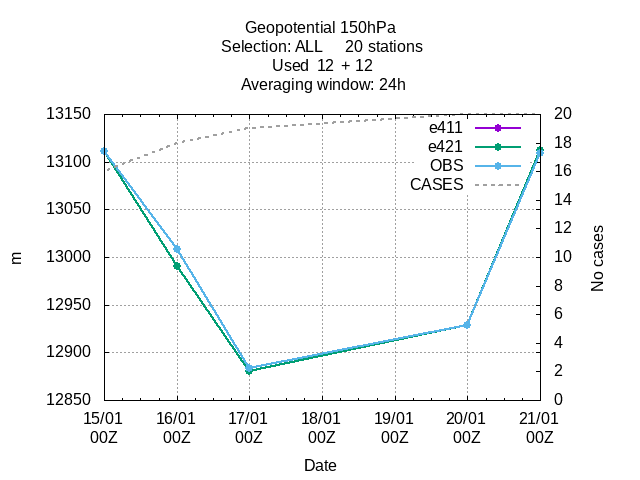 Geopotential 150hPa
Selection: ALL     20 stations
Used  12  + 12
Averaging window: 24h
13150
13100
13050
13000
12950
12900
12850
m
20
18
16
14
12
10
8
6
4
2
0
No cases
e411
e421
OBS
CASES
15/01 16/01 17/01 18/01 19/01 20/01 21/01
00Z 00Z 00Z 00Z 00Z 00Z 00Z
Date